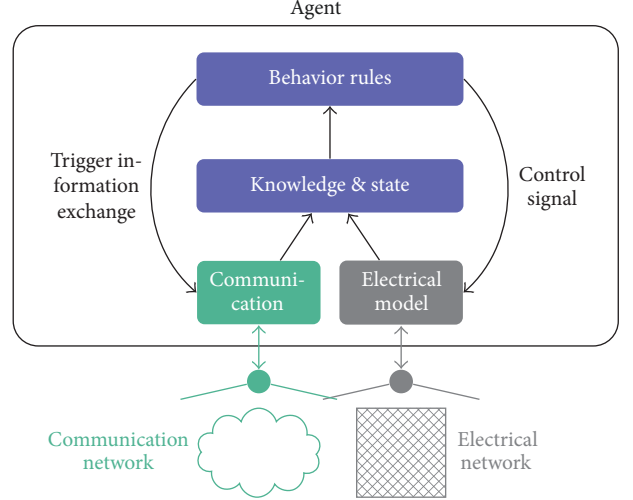 Agent
Behavior rules
Trigger in-
formation
exchange
Knowledge & state
Control
signal
Communi-
cation
Electrical
model
Communication
network
Electrical
network